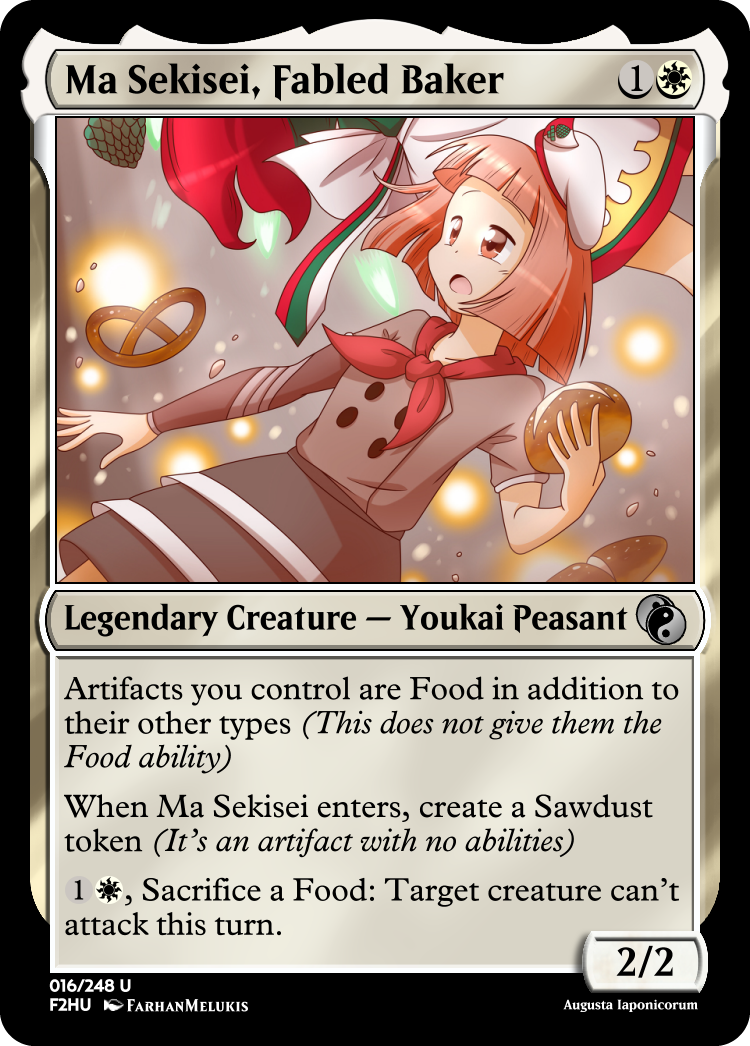 Ma Sekisei, Fabled Baker 1
Legendary Creature — Youkai Peasant
Artifacts you control are Food in addition to
their other types (This does not give them the
Food ability)
When Ma Sekisei enters, create a Sawdust
token (It's an artifact with no abilities)
1 , Sacrifice a Food: Target creature can't
attack this turn.
2/2
016/248 U
F2HU FarhanMelukis
Augusta Iaponicorum